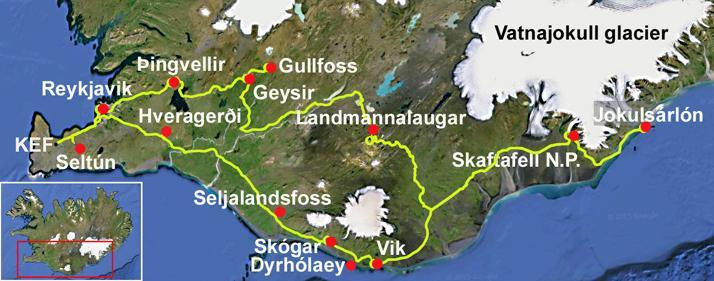 Vatnajokull glacier
Þingvellir
Gullfoss
Reykjavik
Geysir
Hveragerði
Landmannalaugar
Jokulsárlón
KEF
Seltún
Skaftafell N.P.
Seljalandsfoss
Skógar
Vik
Dyrhólaey